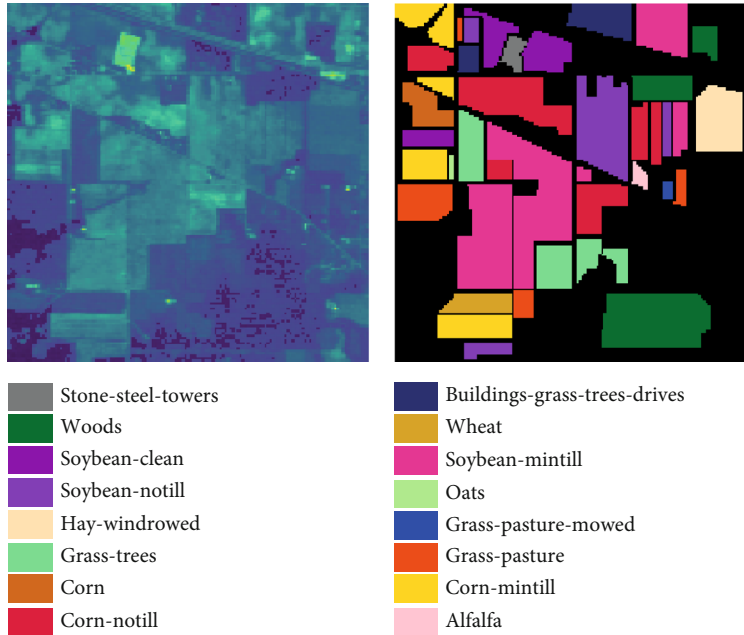 Stone-steel-towers
Woods
Soybean-clean
Soybean-notill
Hay-windrowed
Grass-trees
Corn
Corn-notill
Buildings-grass-trees-drives
Wheat
Soybean-mintill
Oats
Grass-pasture-mowed
Grass-pasture
Corn-mintill
Alfalfa